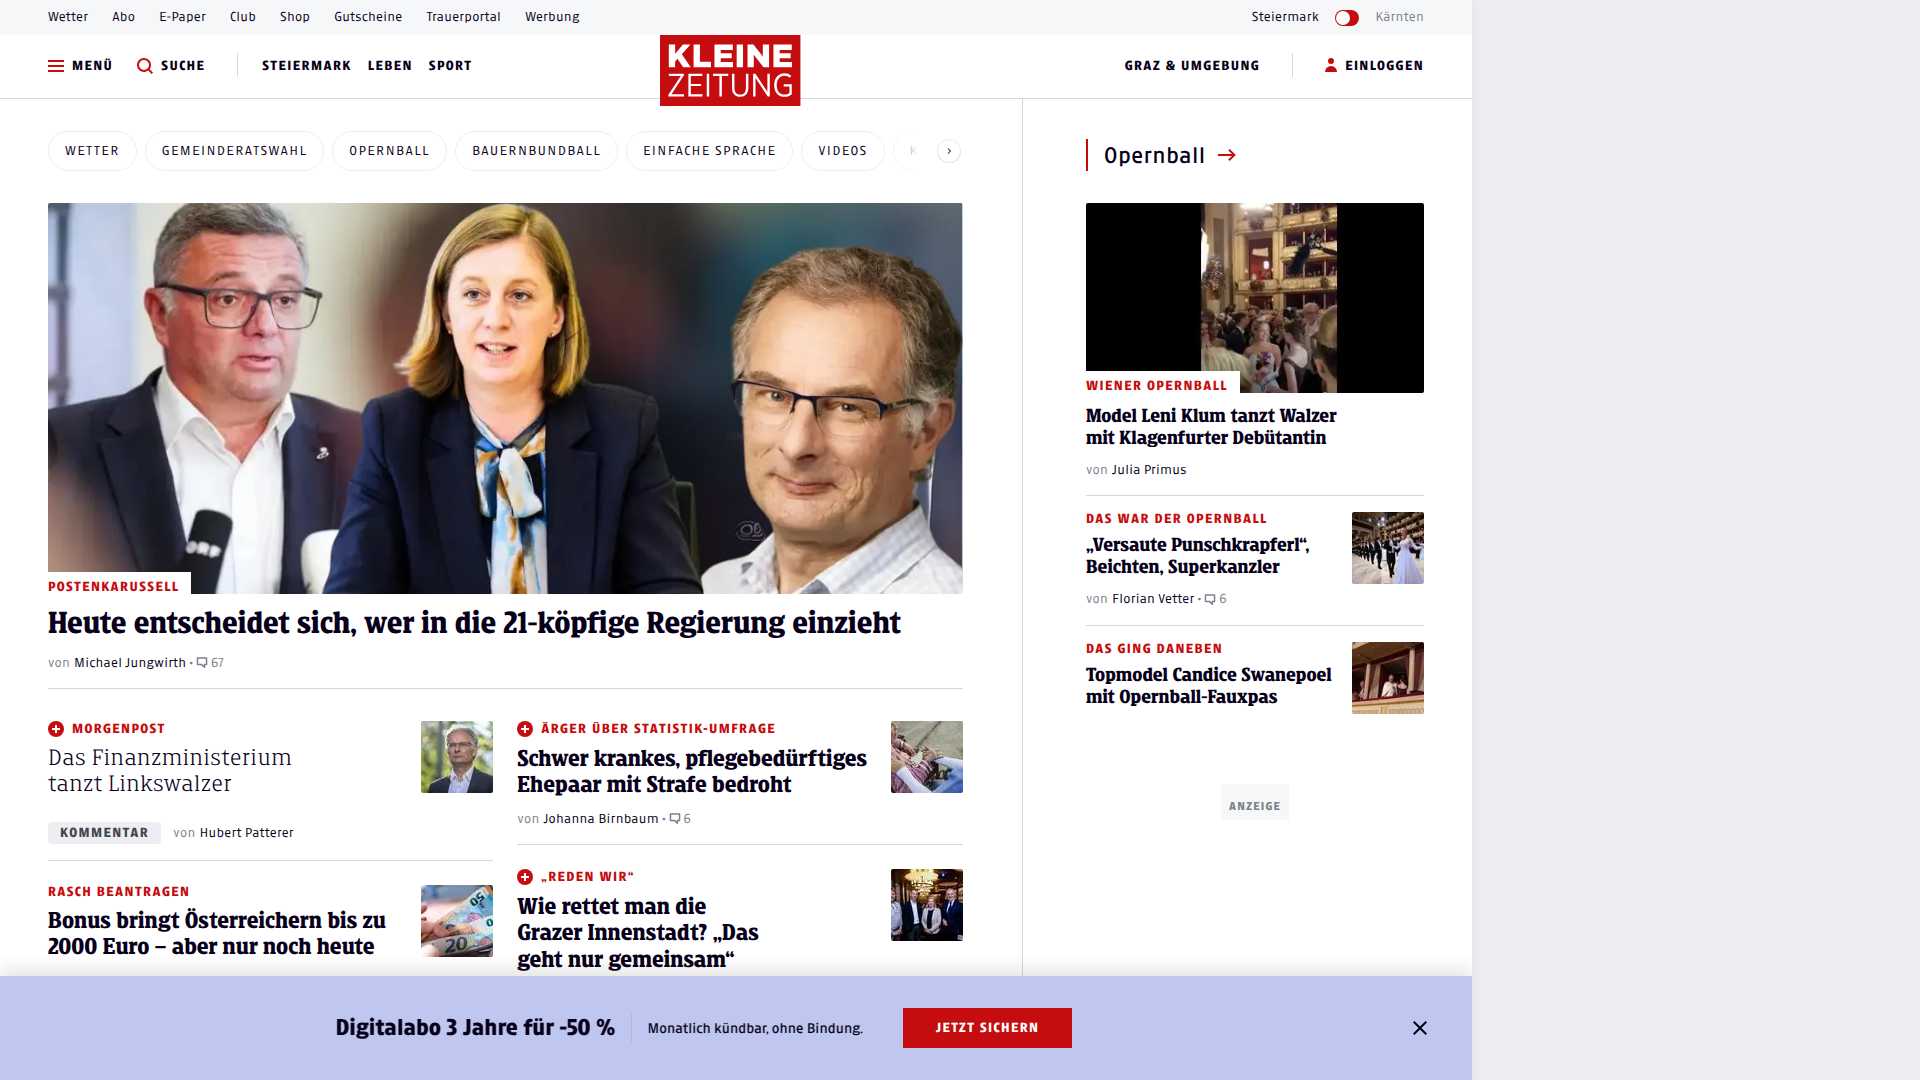 Wetter Abo E-Paper Club Shop Gutscheine Trauerportal Werbung Steiermark Kärnten
MENÜ SUCHE STEIERMARK LEBEN SPORT KLEINE ZEITUNG GRAZ & UMGEBUNG EINLOGGEN
WETTER GEMEINDERATSWAHL OPERNBALL BAUERNBUNDBALL EINFACHE SPRACHE VIDEOS K
ORF
POSTENKARUSSELL
Heute entscheidet sich, wer in die 21-köpfige Regierung einzieht
von Michael Jungwirth · 67
MORGENPOST
Das Finanzministerium
tanzt Linkswalzer
KOMMENTAR von Hubert Patterer
RASCH BEANTRAGEN
Bonus bringt Österreichern bis zu
2000 Euro – aber nur noch heute
ÄRGER ÜBER STATISTIK-UMFRAGE
Schwer krankes, pflegebedürftiges
Ehepaar mit Strafe bedroht
von Johanna Birnbaum · 6
„REDEN WIR“
Wie rettet man die
Grazer Innenstadt? „Das
geht nur gemeinsam“
Opernball
WIENER OPERNBALL
Model Leni Klum tanzt Walzer
mit Klagenfurter Debütantin
von Julia Primus
DAS WAR DER OPERNBALL
„Versaute Punschkrapferl“,
Beichten, Superkanzler
von Florian Vetter · 6
DAS GING DANEBEN
Topmodel Candice Swanepoel
mit Opernball-Fauxpas
ANZEIGE
Digitalabo 3 Jahre für -50 % Monatlich kündbar, ohne Bindung. JETZT SICHERN